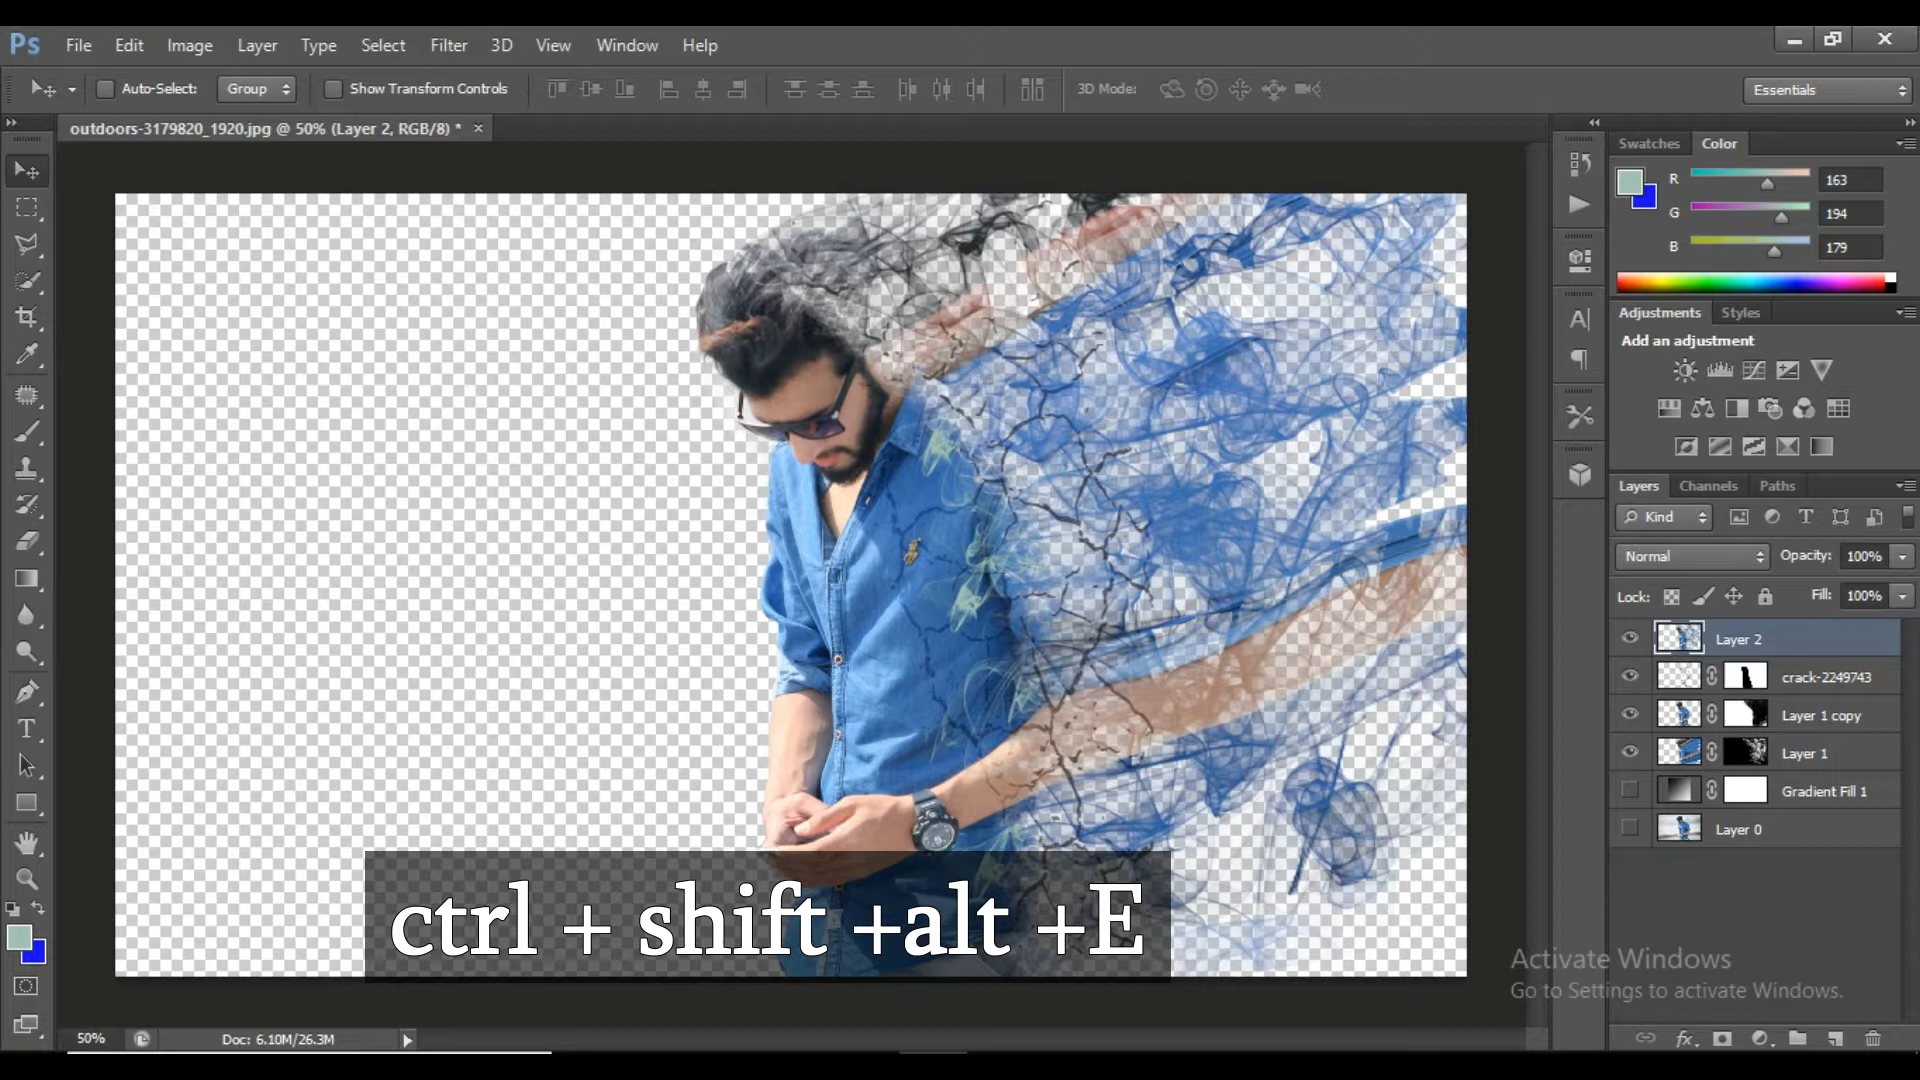 Ps File Edit Image Layer Type Select Filter 3D View Window Help
Auto-Select: Group Show Transform Controls 3D Mode: Essentials
outdoors-3179820_1920.jpg @ 50% (Layer 2, RGB/8) * ×
Swatches Color
R 163
G 194
B 179
Adjustments Styles
Add an adjustment
Layers Channels Paths
Kind
Normal Opacity: 100%
Lock: Fill: 100%
Layer 2
crack-2249743
Layer 1 copy
Layer 1
Gradient Fill 1
Layer 0
ctrl + shift +alt +E
Activate Windows
Go to Settings to activate Windows.
50% Doc: 6.10M/26.3M
fx